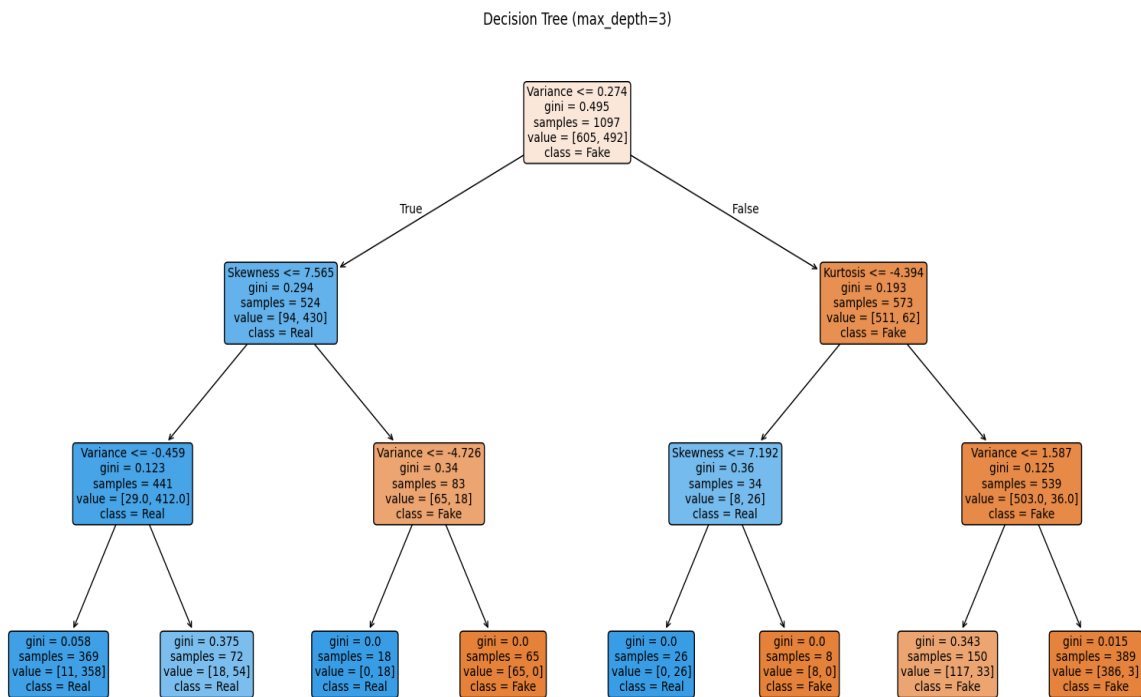 Decision Tree (max_depth=3)
Variance <= 0.274
gini = 0.495
samples = 1097
value = [605, 492]
class = Fake
True
False
Skewness <= 7.565
gini = 0.294
samples = 524
value = [94, 430]
class = Real
Kurtosis <= -4.394
gini = 0.193
samples = 573
value = [511, 62]
class = Fake
Variance <= -0.459
gini = 0.123
samples = 441
value = [29.0, 412.0]
class = Real
Variance <= -4.726
gini = 0.34
samples = 83
value = [65, 18]
class = Fake
Skewness <= 7.192
gini = 0.36
samples = 34
value = [8, 26]
class = Real
Variance <= 1.587
gini = 0.125
samples = 539
value = [503.0, 36.0]
class = Fake
gini = 0.058
samples = 369
value = [11, 358]
class = Real
gini = 0.375
samples = 72
value = [18, 54]
class = Real
gini = 0.0
samples = 18
value = [0, 18]
class = Real
gini = 0.0
samples = 65
value = [65, 0]
class = Fake
gini = 0.0
samples = 26
value = [0, 26]
class = Real
gini = 0.0
samples = 8
value = [8, 0]
class = Fake
gini = 0.343
samples = 150
value = [117, 33]
class = Fake
gini = 0.015
samples = 389
value = [386, 3]
class = Fake